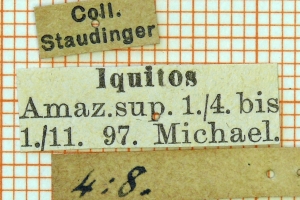 Coll.
Staudinger
Iquitos
Amaz.sup. 1./4. bis
1./11. 97. Michael.
4:8.